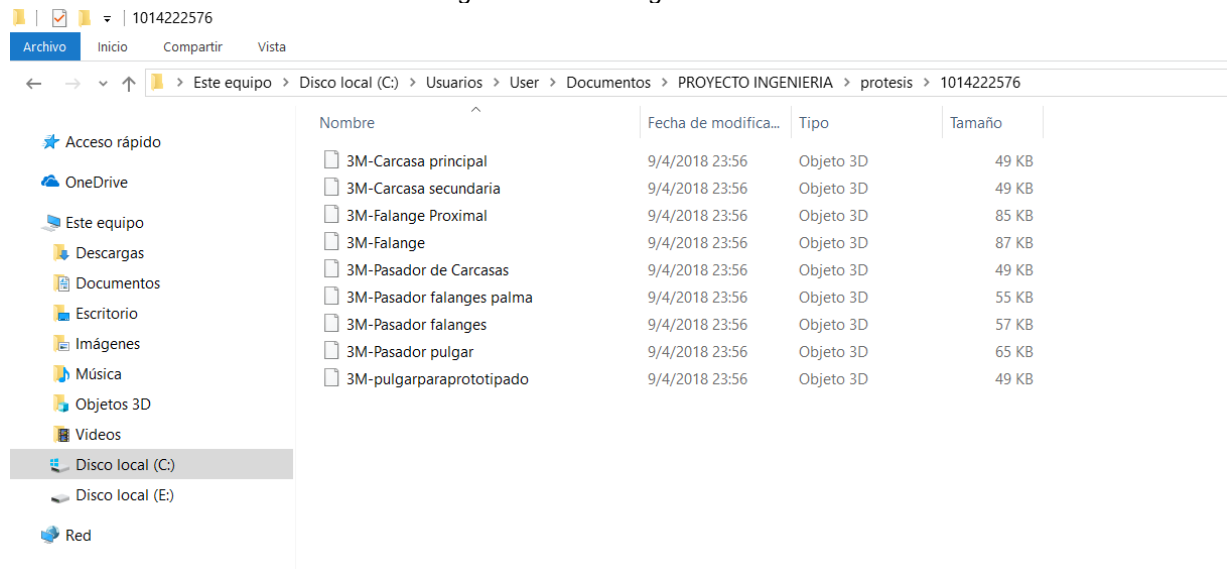 1014222576
Archivo Inicio Compartir Vista
Este equipo > Disco local (C:) > Usuarios > User > Documentos > PROYECTO INGENIERIA > protesis > 1014222576
Nombre Fecha de modifica... Tipo Tamaño
Acceso rápido
OneDrive
Este equipo
Descargas
Documentos
Escritorio
Imágenes
Música
Objetos 3D
Videos
Disco local (C:)
Disco local (E:)
Red
3M-Carcasa principal 9/4/2018 23:56 Objeto 3D 49 KB
3M-Carcasa secundaria 9/4/2018 23:56 Objeto 3D 49 KB
3M-Falange Proximal 9/4/2018 23:56 Objeto 3D 85 KB
3M-Falange 9/4/2018 23:56 Objeto 3D 87 KB
3M-Pasador de Carcasas 9/4/2018 23:56 Objeto 3D 49 KB
3M-Pasador falanges palma 9/4/2018 23:56 Objeto 3D 55 KB
3M-Pasador falanges 9/4/2018 23:56 Objeto 3D 57 KB
3M-Pasador pulgar 9/4/2018 23:56 Objeto 3D 65 KB
3M-pulgarparaprototipado 9/4/2018 23:56 Objeto 3D 49 KB